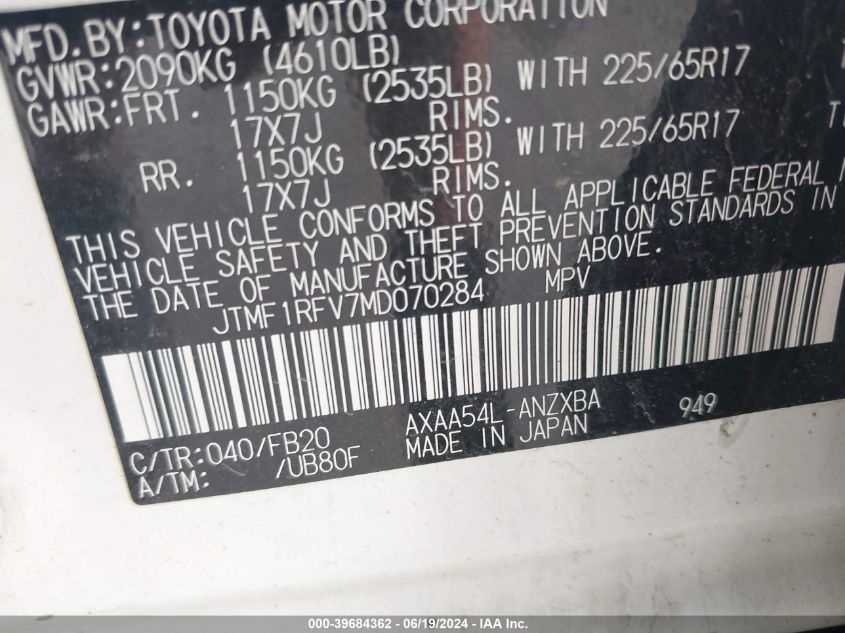 MFD. BY: TOYOTA MOTOR CORPORATION
GVWR: 2090KG (4610LB)
GAWR: FRT. 1150KG (2535LB) WITH 225/65R17
17X7J RIMS.
RR. 1150KG (2535LB) WITH 225/65R17
17X7J RIMS.
THIS VEHICLE CONFORMS TO ALL APPLICABLE FEDERAL
VEHICLE SAFETY AND THEFT PREVENTION STANDARDS IN
THE DATE OF MANUFACTURE SHOWN ABOVE.
JTMF1RFV7MD070284 MPV
C/TR: 040/FB20 AXAA54L-ANZXBA 949
A/TM: /UB80F MADE IN JAPAN
000-39684362 - 06/19/2024 - IAA Inc.